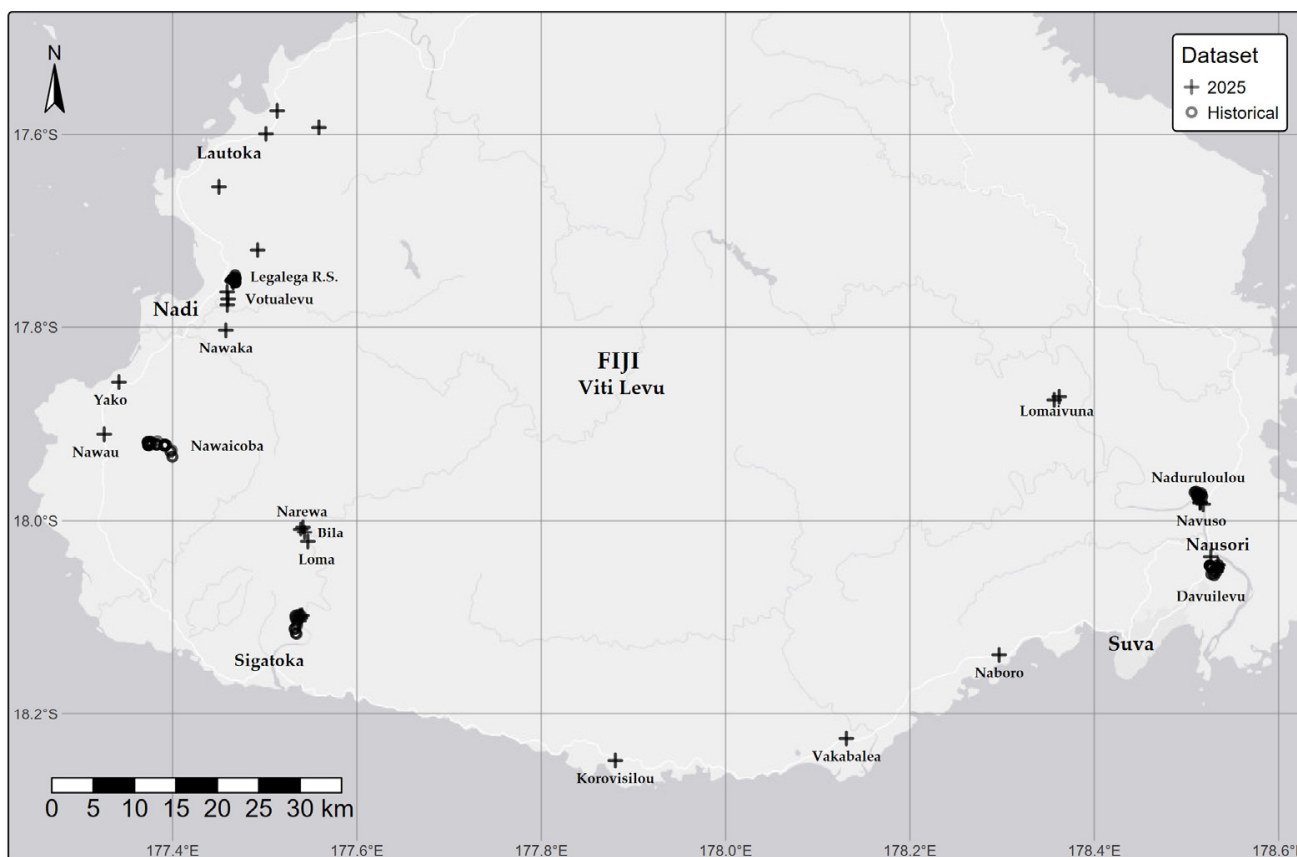 N
Dataset
2025
Historical
17.6°S
Lautoka
Legalega R.S.
Votualevu
Nadi
17.8°S
Nawaka
FIJI
Viti Levu
Yako
Lomaivuna
Nawau
Nawaicoba
Naduruloulou
Narewa
Navuso
18.0°S
Bila
Nausori
Loma
Davuilevu
Suva
Sigatoka
Naboro
18.2°S
Vakabalea
Korovisilou
0 5 10 15 20 25 30 km
177.4°E 177.6°E 177.8°E 178.0°E 178.2°E 178.4°E 178.6°E